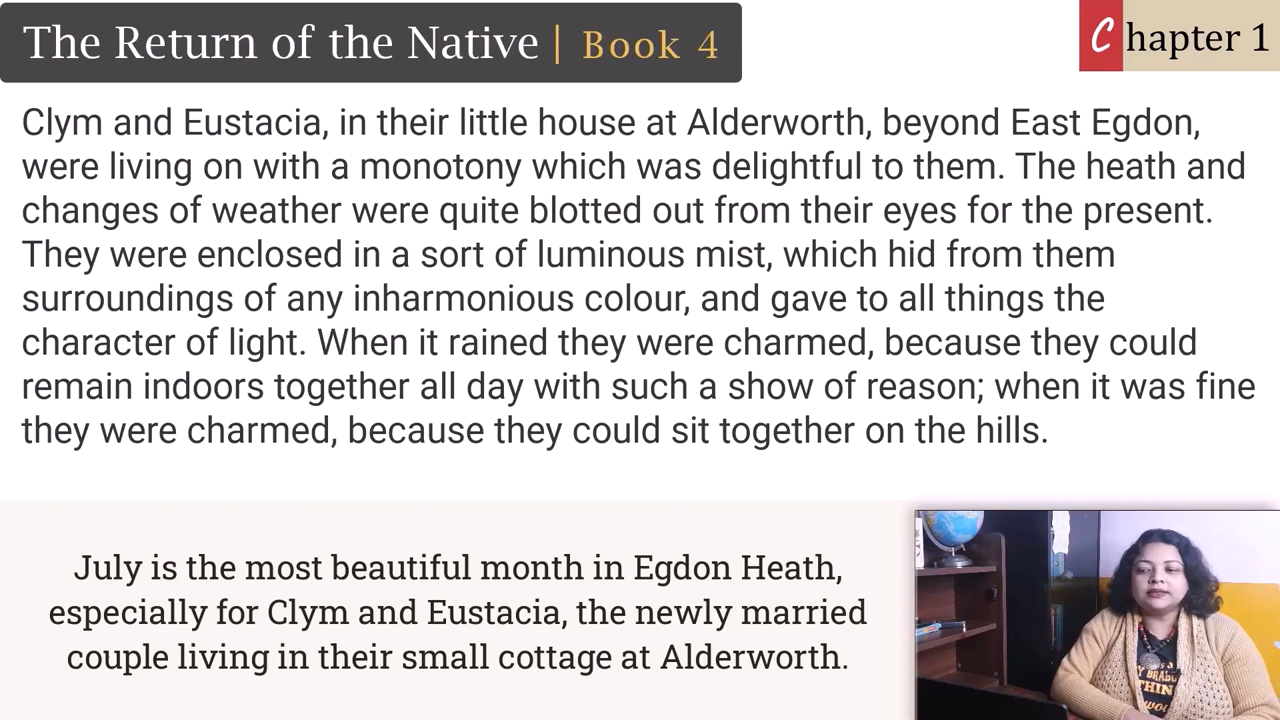 The Return of the Native | Book 4
Chapter 1
Clym and Eustacia, in their little house at Alderworth, beyond East Egdon,
were living on with a monotony which was delightful to them. The heath and
changes of weather were quite blotted out from their eyes for the present.
They were enclosed in a sort of luminous mist, which hid from them
surroundings of any inharmonious colour, and gave to all things the
character of light. When it rained they were charmed, because they could
remain indoors together all day with such a show of reason; when it was fine
they were charmed, because they could sit together on the hills.
July is the most beautiful month in Egdon Heath,
especially for Clym and Eustacia, the newly married
couple living in their small cottage at Alderworth.